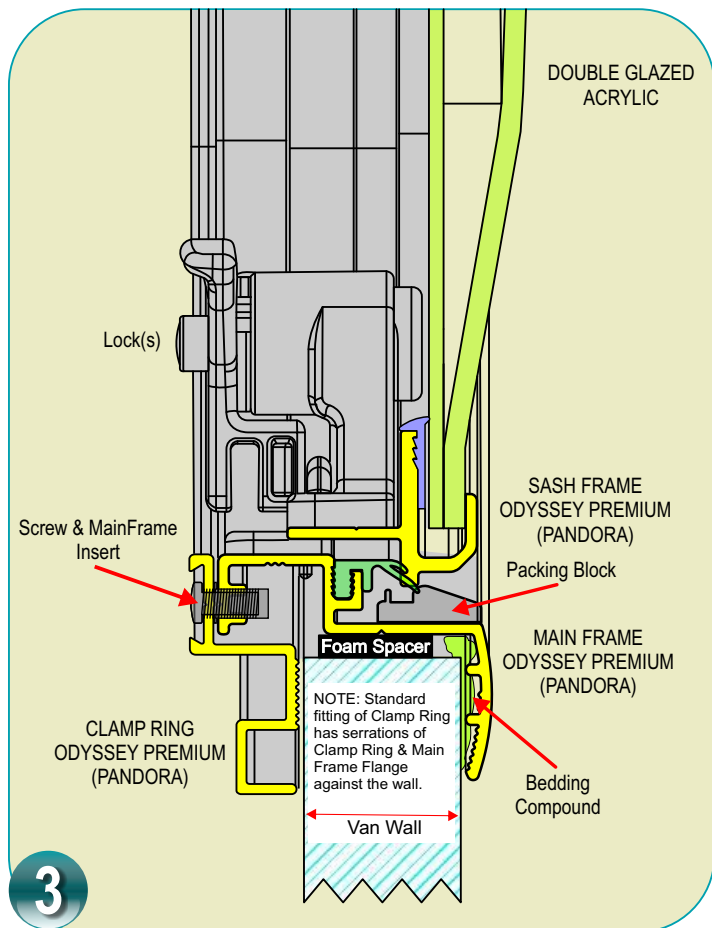 DOUBLE GLAZED
ACRYLIC
Lock(s)
SASH FRAME
ODYSSEY PREMIUM
(PANDORA)
Screw & MainFrame
Insert
Packing Block
MAIN FRAME
ODYSSEY PREMIUM
(PANDORA)
Foam Spacer
NOTE: Standard
fitting of Clamp Ring
has serrations of
Clamp Ring & Main
Frame Flange
against the wall.
CLAMP RING
ODYSSEY PREMIUM
(PANDORA)
Bedding
Compound
Van Wall
3